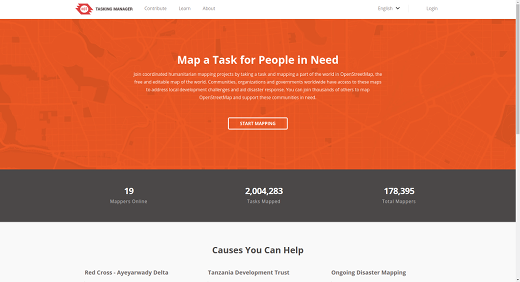 TASKING MANAGER Contribute Learn About English Login
Map a Task for People in Need
Join coordinated humanitarian mapping projects by taking a task and mapping a part of the world in OpenStreetMap, the
free and editable map of the world. Communities, organizations and governments worldwide have access to these maps
to address local development challenges and aid disaster response. You can join thousands of others to map
OpenStreetMap and support these communities in need.
START MAPPING
19 2,004,283 178,395
Mappers Online Tasks Mapped Total Mappers
Causes You Can Help
Red Cross - Ayeyarwady Delta Tanzania Development Trust Ongoing Disaster Mapping